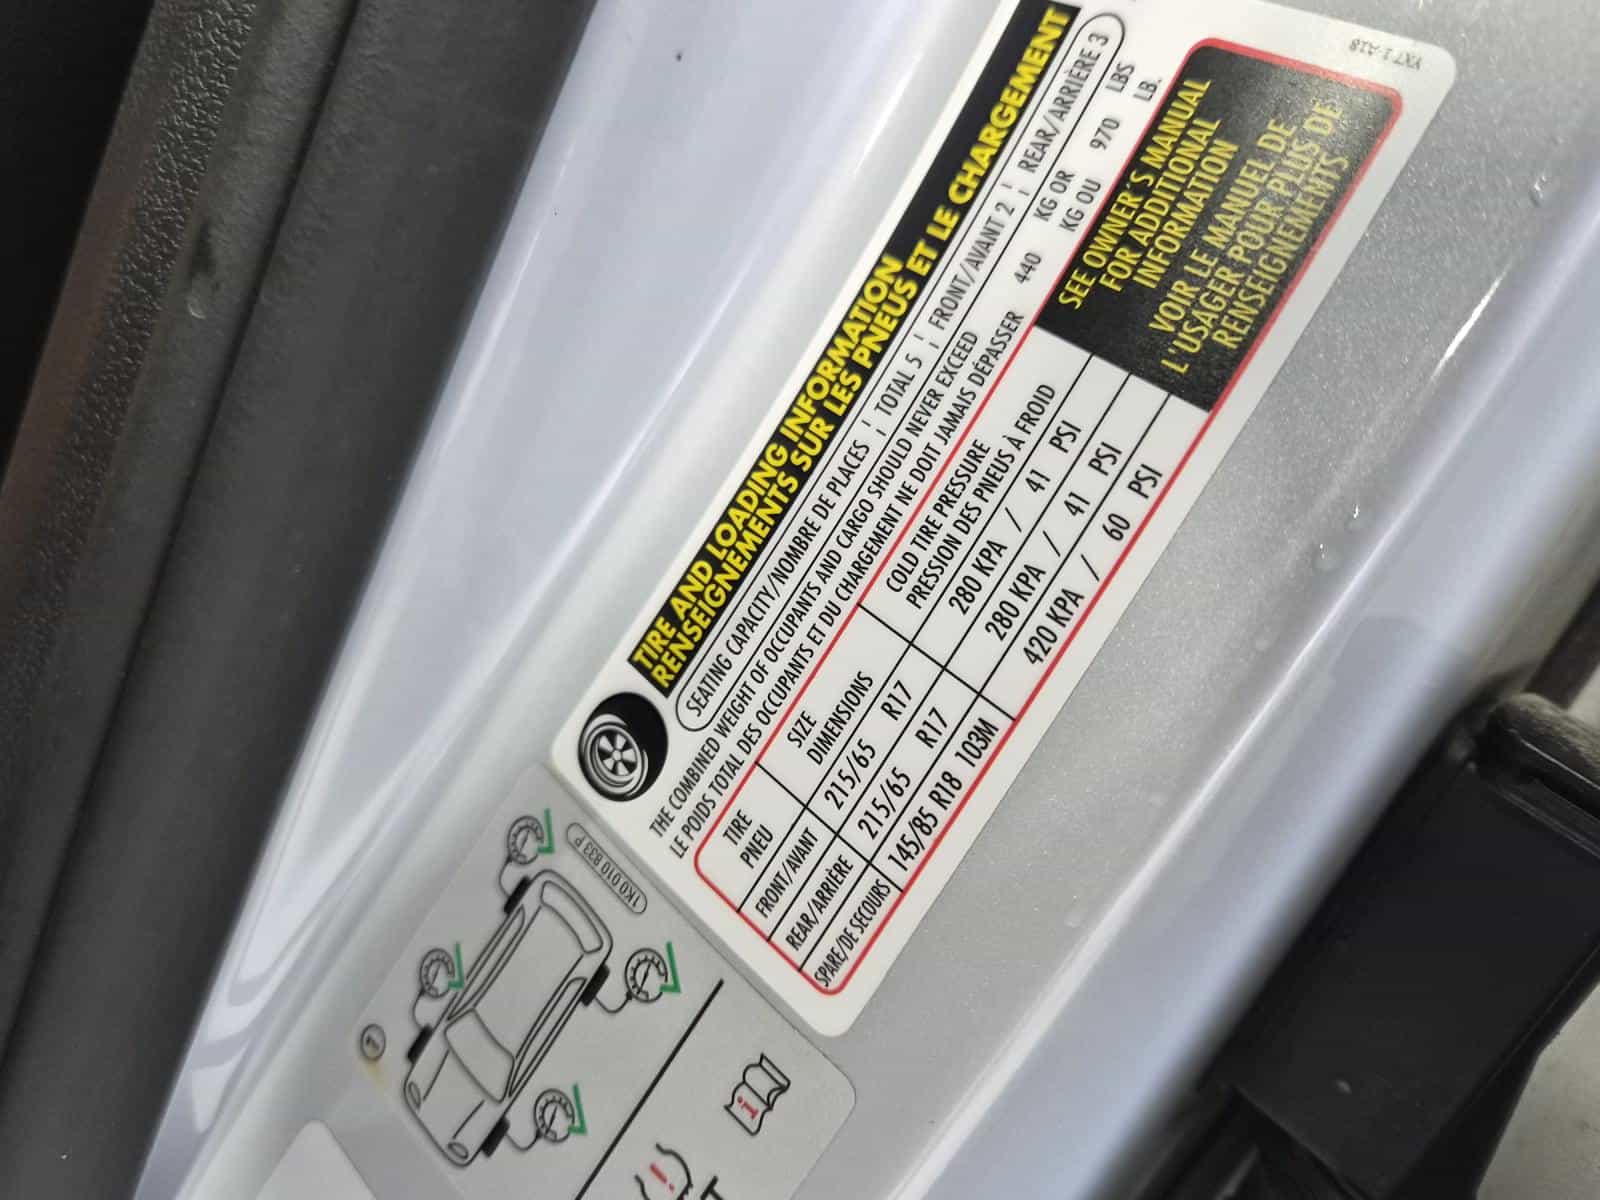 TIRE AND LOADING INFORMATION
RENSEIGNEMENTS SUR LES PNEUS ET LE CHARGEMENT
SEATING CAPACITY/NOMBRE DE PLACES TOTAL 5 FRONT/AVANT 2 REAR/ARRIÈRE 3
THE COMBINED WEIGHT OF OCCUPANTS AND CARGO SHOULD NEVER EXCEED 440 KG OR 970 LBS
LE POIDS TOTAL DES OCCUPANTS ET DU CHARGEMENT NE DOIT JAMAIS DÉPASSER KG OU LB.
TIRE SIZE COLD TIRE PRESSURE
PNEU DIMENSIONS PRESSION DES PNEUS À FROID
FRONT/AVANT 215/65 R17 280 KPA / 41 PSI
REAR/ARRIÈRE 215/65 R17 280 KPA / 41 PSI
SPARE/DE SECOURS 145/85 R18 103M 420 KPA / 60 PSI
SEE OWNER'S MANUAL
FOR ADDITIONAL
INFORMATION
VOIR LE MANUEL DE
L'USAGER POUR PLUS DE
RENSEIGNEMENTS
1K0 010 833 P